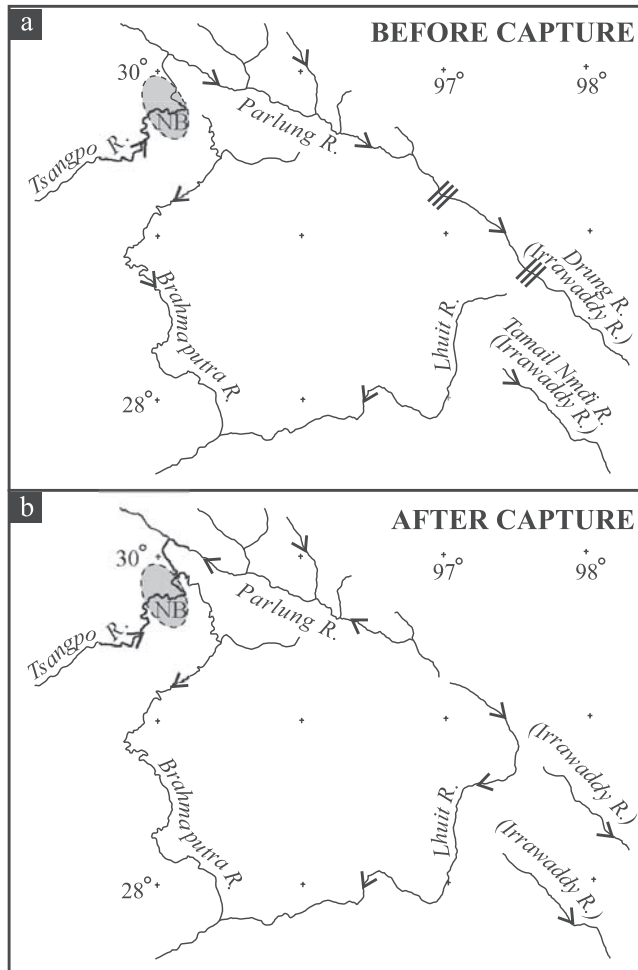 a
BEFORE CAPTURE
30°
97°
98°
Parlung R.
NB
Tsangpo R.
Drung R.
(Irrawaddy R.)
Brahmaputra R.
Lhuit R.
Tamail Nmai R.
(Irrawaddy R.)
28°
b
AFTER CAPTURE
30°
97°
98°
NB
Parlung R.
Tsangpo R.
(Irrawaddy R.)
Brahmaputra R.
Lhuit R.
(Irrawaddy R.)
28°